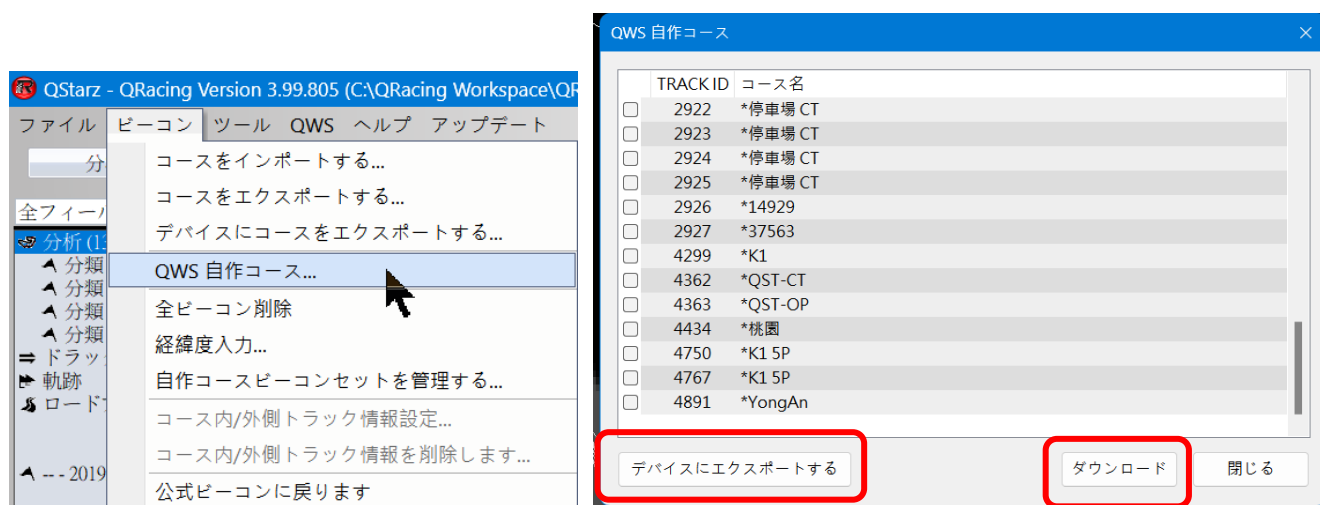 QStarz - QRacing Version 3.99.805 (C:\QRacing Workspace\QR
ファイル ビーコン ツール QWS ヘルプ アップデート
分
コースをインポートする...
コースをエクスポートする...
全フィール
デバイスにコースをエクスポートする...
分析 (13
分類
QWS 自作コース...
分類
分類
全ビーコン削除
分類
経緯度入力...
ドラッ
軌跡
自作コースビーコンセットを管理する...
ロード
コース内/外側トラック情報設定...
コース内/外側トラック情報を削除します...
--- 2019
公式ビーコンに戻ります
QWS 自作コース
TRACK ID コース名
2922 *停車場 CT
2923 *停車場 CT
2924 *停車場 CT
2925 *停車場 CT
2926 *14929
2927 *37563
4299 *K1
4362 *QST-CT
4363 *QST-OP
4434 *桃園
4750 *K1 5P
4767 *K1 5P
4891 *YongAn
デバイスにエクスポートする ダウンロード 閉じる